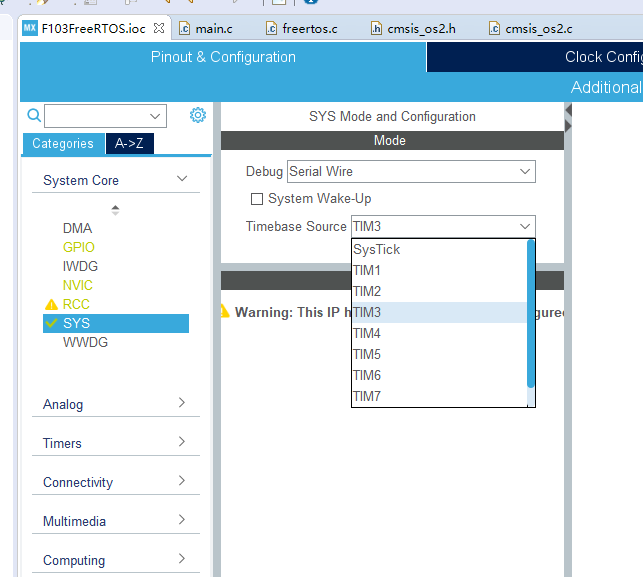 MX F103FreeRTOS.ioc
main.c
freertos.c
cmsis_os2.h
cmsis_os2.c
Pinout & Configuration
Clock Config
Additional
SYS Mode and Configuration
Categories
A->Z
Mode
System Core
Debug Serial Wire
System Wake-Up
Timebase Source TIM3
DMA
GPIO
IWDG
NVIC
RCC
SYS
WWDG
SysTick
TIM1
TIM2
TIM3
TIM4
TIM5
TIM6
TIM7
Warning: This IP h
gured
Analog
Timers
Connectivity
Multimedia
Computing